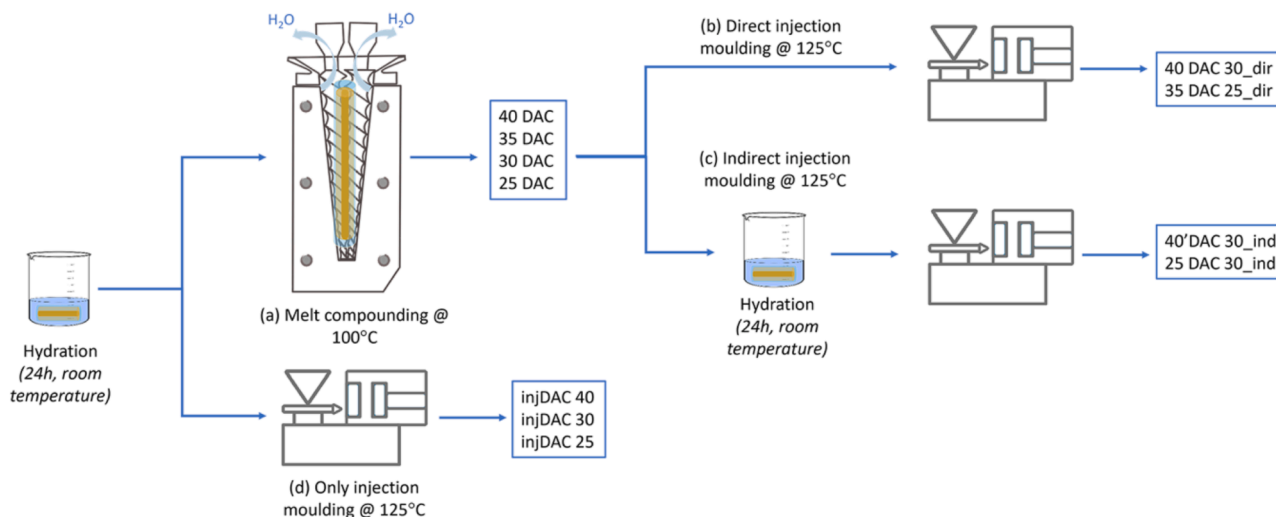 H₂O
H₂O
(a) Melt compounding @
100°C
Hydration
(24h, room
temperature)
40 DAC
35 DAC
30 DAC
25 DAC
(b) Direct injection
moulding @ 125°C
40 DAC 30_dir
35 DAC 25_dir
(c) Indirect injection
moulding @ 125°C
Hydration
(24h, room
temperature)
40’DAC 30_ind
25 DAC 30_ind
(d) Only injection
moulding @ 125°C
injDAC 40
injDAC 30
injDAC 25